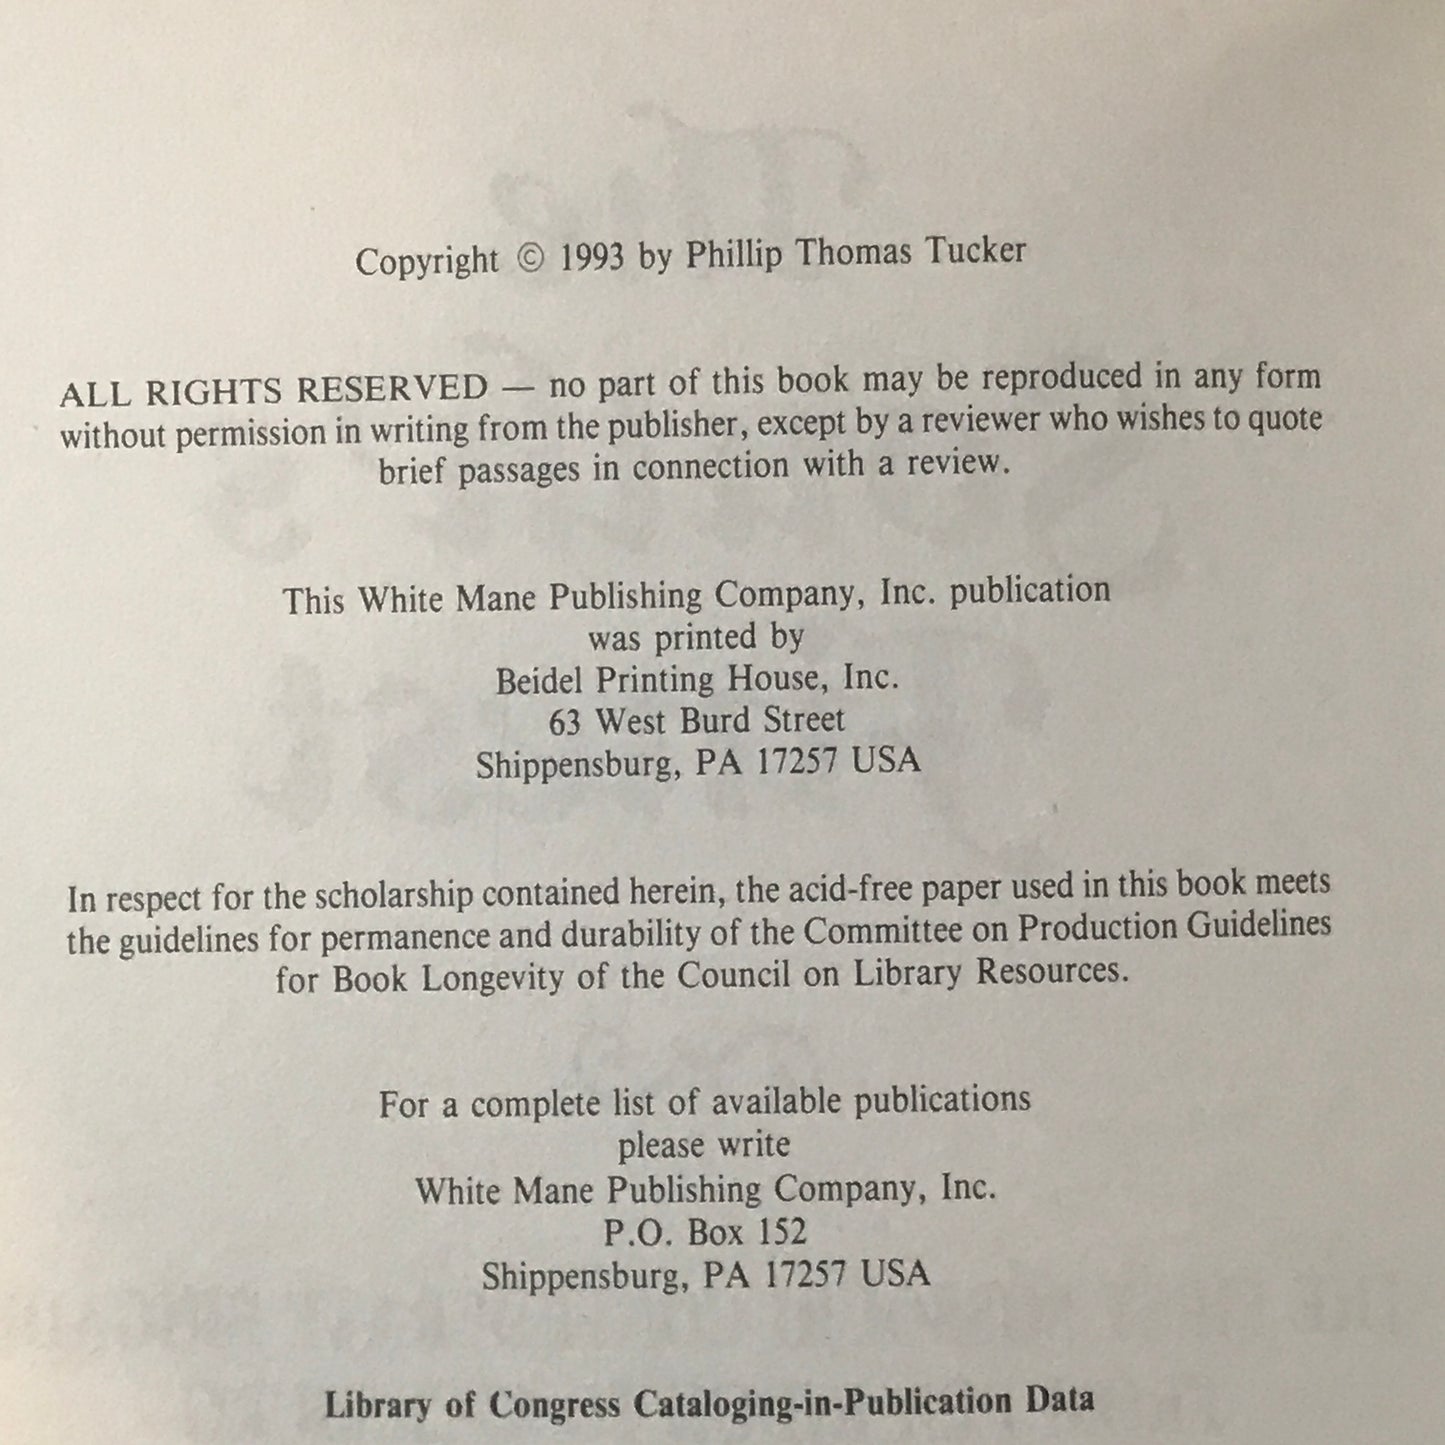 Copyright © 1993 by Phillip Thomas Tucker
ALL RIGHTS RESERVED — no part of this book may be reproduced in any form
without permission in writing from the publisher, except by a reviewer who wishes to quote
brief passages in connection with a review.
This White Mane Publishing Company, Inc. publication
was printed by
Beidel Printing House, Inc.
63 West Burd Street
Shippensburg, PA 17257 USA
In respect for the scholarship contained herein, the acid-free paper used in this book meets
the guidelines for permanence and durability of the Committee on Production Guidelines
for Book Longevity of the Council on Library Resources.
For a complete list of available publications
please write
White Mane Publishing Company, Inc.
P.O. Box 152
Shippensburg, PA 17257 USA
Library of Congress Cataloging-in-Publication Data